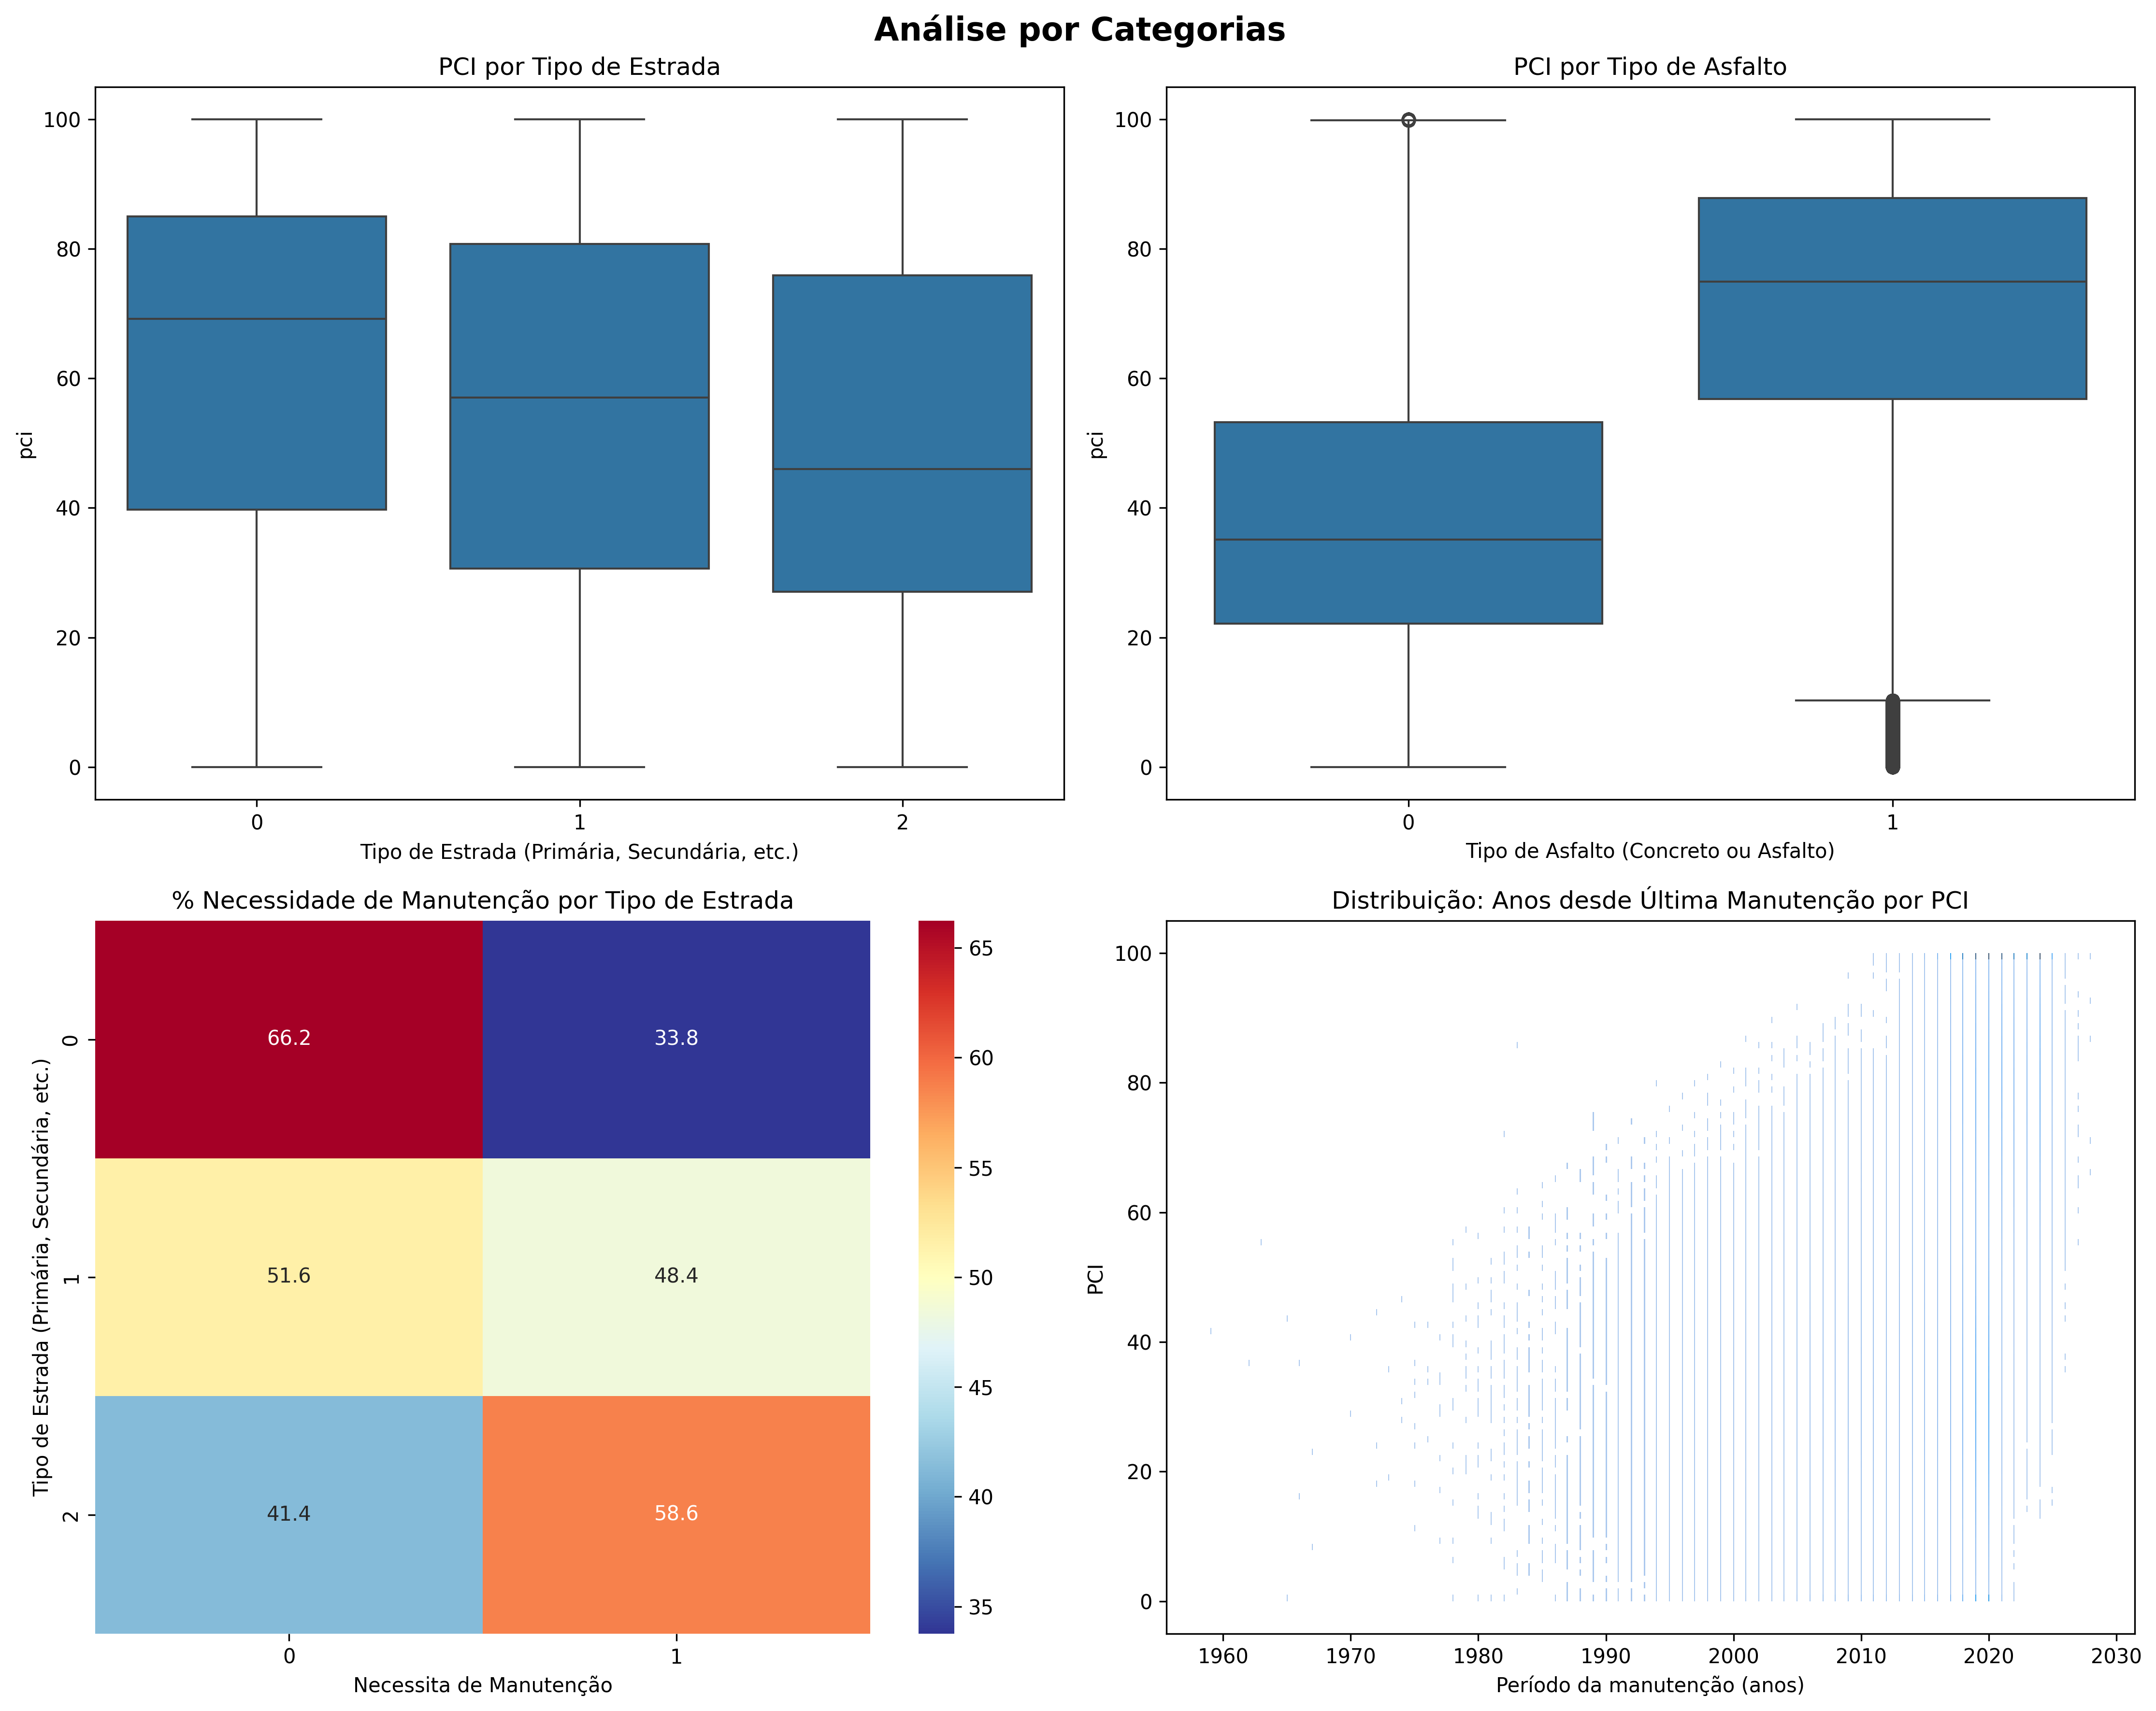 Análise por Categorias
PCI por Tipo de Estrada
100
80
60
40
20
0
pci
0 1 2
Tipo de Estrada (Primária, Secundária, etc.)
PCI por Tipo de Asfalto
100
80
60
40
20
0
pci
0 1
Tipo de Asfalto (Concreto ou Asfalto)
% Necessidade de Manutenção por Tipo de Estrada
Tipo de Estrada (Primária, Secundária, etc.)
0
1
2
66.2 33.8
51.6 48.4
41.4 58.6
0 1
Necessita de Manutenção
65
60
55
50
45
40
35
Distribuição: Anos desde Última Manutenção por PCI
100
80
60
40
20
0
PCI
1960 1970 1980 1990 2000 2010 2020 2030
Período da manutenção (anos)